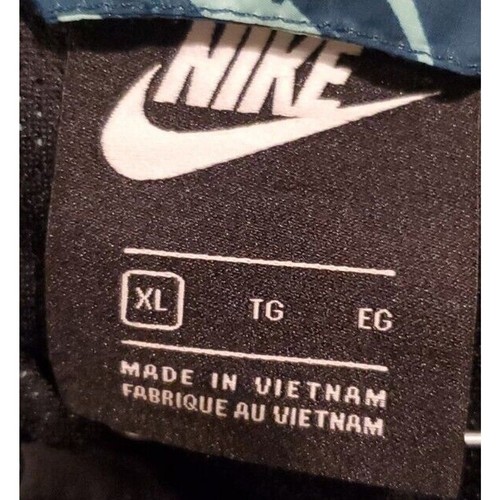 NIKE
XL TG EG
MADE IN VIETNAM
FABRIQUE AU VIETNAM